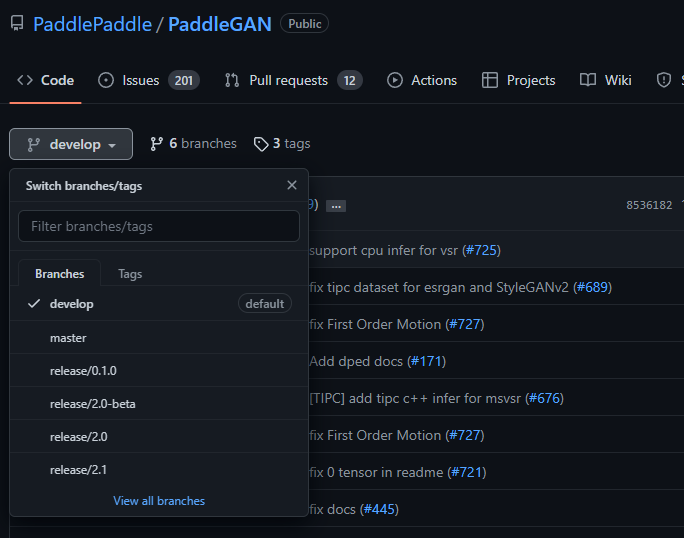 PaddlePaddle / PaddleGAN Public
Code Issues 201 Pull requests 12 Actions Projects Wiki
develop 6 branches 3 tags
Switch branches/tags
9) ... 8536182
Filter branches/tags
support cpu infer for vsr (#725)
Branches Tags
fix tipc dataset for esrgan and StyleGANv2 (#689)
develop default
fix First Order Motion (#727)
master
Add dped docs (#171)
release/0.1.0
[TIPC] add tipc c++ infer for msvsr (#676)
release/2.0-beta
fix First Order Motion (#727)
release/2.0
fix 0 tensor in readme (#721)
release/2.1
View all branches
fix docs (#445)